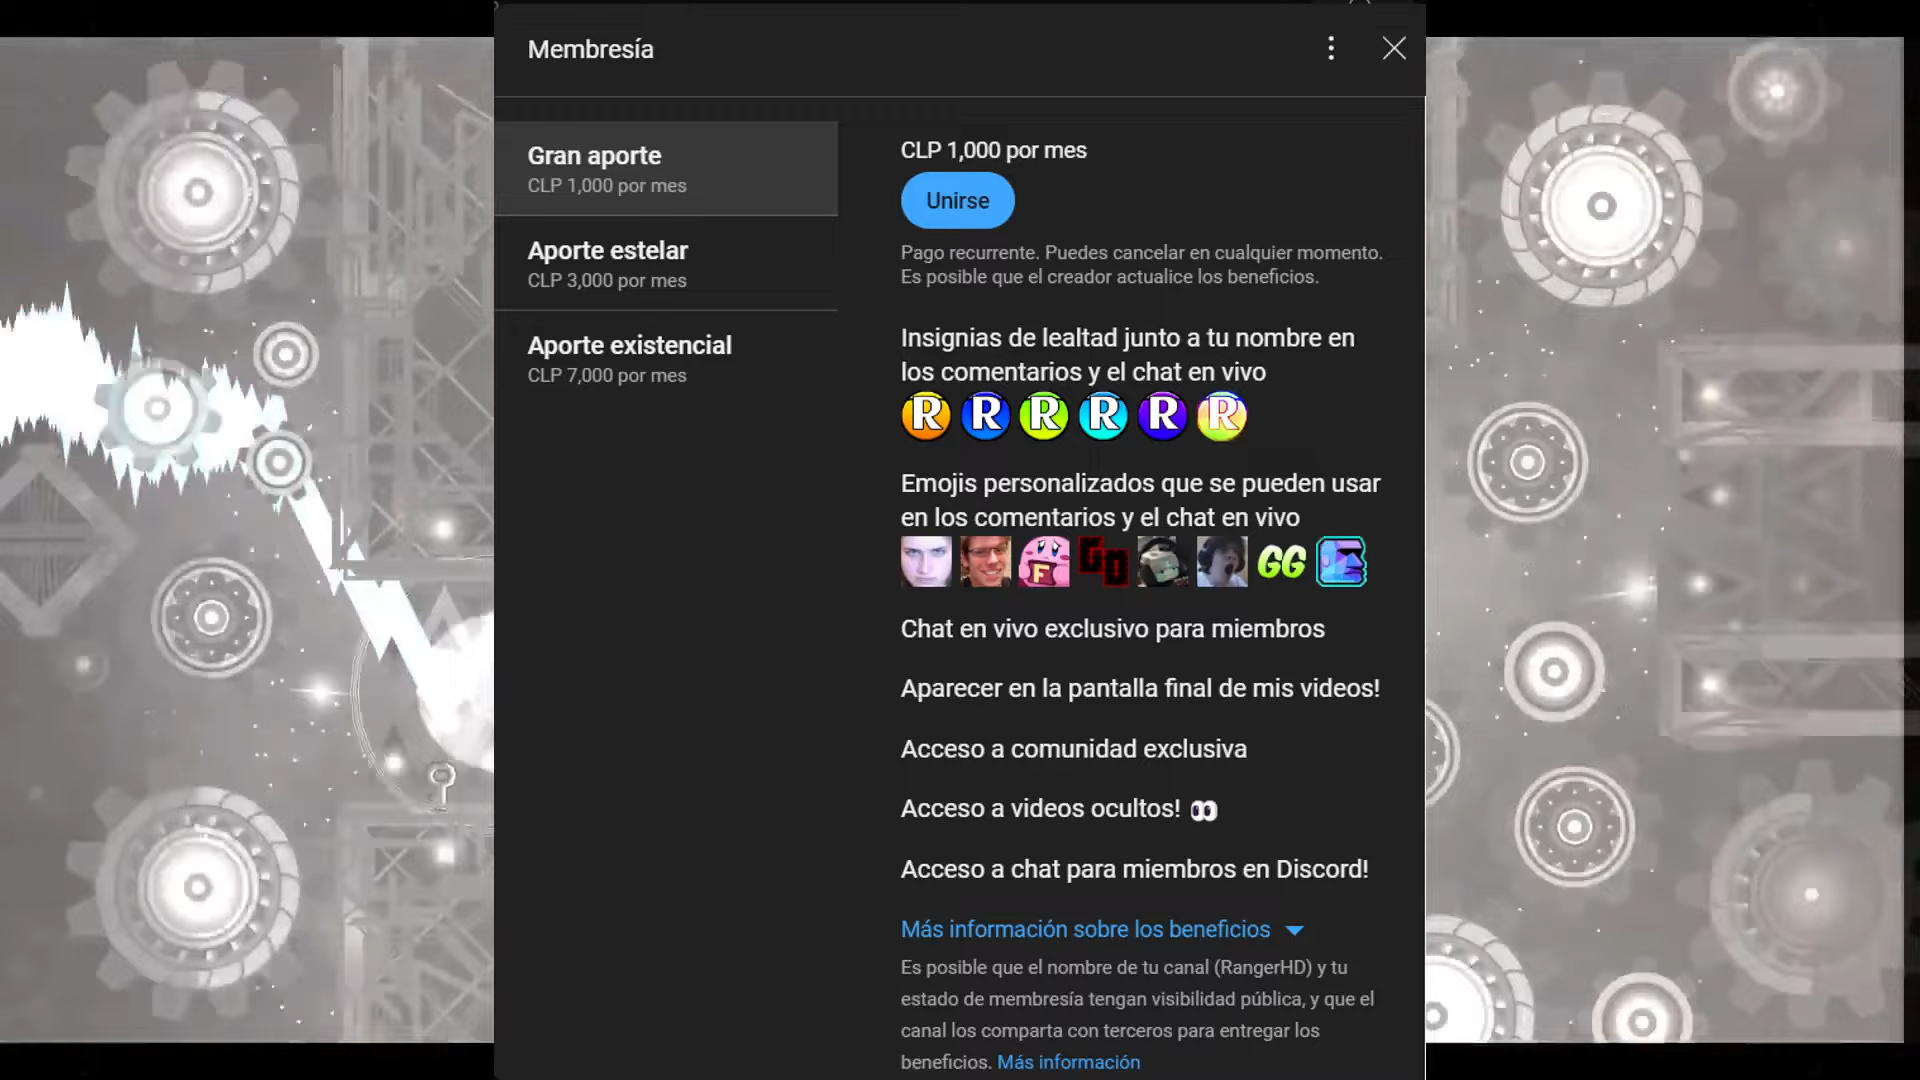 Membresía
Gran aporte
CLP 1,000 por mes
Aporte estelar
CLP 3,000 por mes
Aporte existencial
CLP 7,000 por mes
CLP 1,000 por mes
Unirse
Pago recurrente. Puedes cancelar en cualquier momento.
Es posible que el creador actualice los beneficios.
Insignias de lealtad junto a tu nombre en
los comentarios y el chat en vivo
R R R R R R
Emojis personalizados que se pueden usar
en los comentarios y el chat en vivo
F GD GG
Chat en vivo exclusivo para miembros
Aparecer en la pantalla final de mis videos!
Acceso a comunidad exclusiva
Acceso a videos ocultos! 👀
Acceso a chat para miembros en Discord!
Más información sobre los beneficios
Es posible que el nombre de tu canal (RangerHD) y tu
estado de membresía tengan visibilidad pública, y que el
canal los comparta con terceros para entregar los
beneficios. Más información